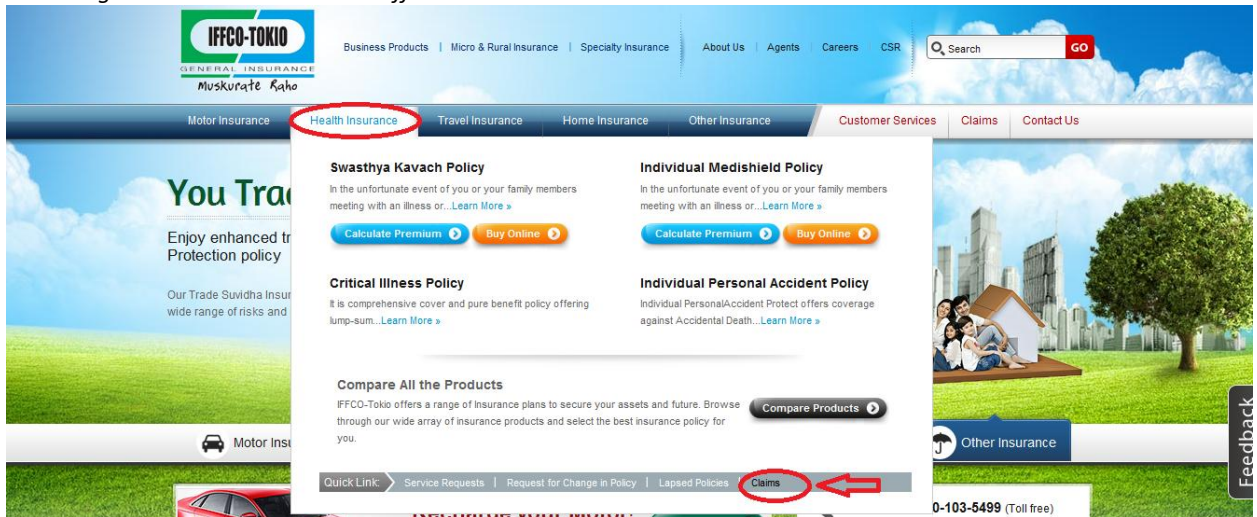 IFFCO-TOKIO
GENERAL INSURANCE
Muskurate Raho
Business Products | Micro & Rural Insurance | Specialty Insurance
About Us | Agents | Careers CSR
Search GO
Motor Insurance Health Insurance Travel Insurance Home Insurance Other Insurance
Customer Services Claims Contact Us
You Tra
Enjoy enhanced tr
Protection policy
Our Trade Suvidha Insur
wide range of risks and
Swasthya Kavach Policy
In the unfortunate event of you or your family members
meeting with an illness or...Learn More »
Calculate Premium Buy Online
Individual Medishield Policy
In the unfortunate event of you or your family members
meeting with an illness or...Learn More »
Calculate Premium Buy Online
Critical Illness Policy
It is comprehensive cover and pure benefit policy offering
lump-sum...Learn More »
Individual Personal Accident Policy
Individual PersonalAccident Protect offers coverage
against Accidental Death...Learn More »
Compare All the Products
IFFCO-Tokio offers a range of Insurance plans to secure your assets and future. Browse
through our wide array of insurance products and select the best insurance policy for
you.
Compare Products
Motor Insu
Other Insurance
Feedback
Quick Link: Service Requests | Request for Change in Policy | Lapsed Policies | Claims
0-103-5499 (Toll free)